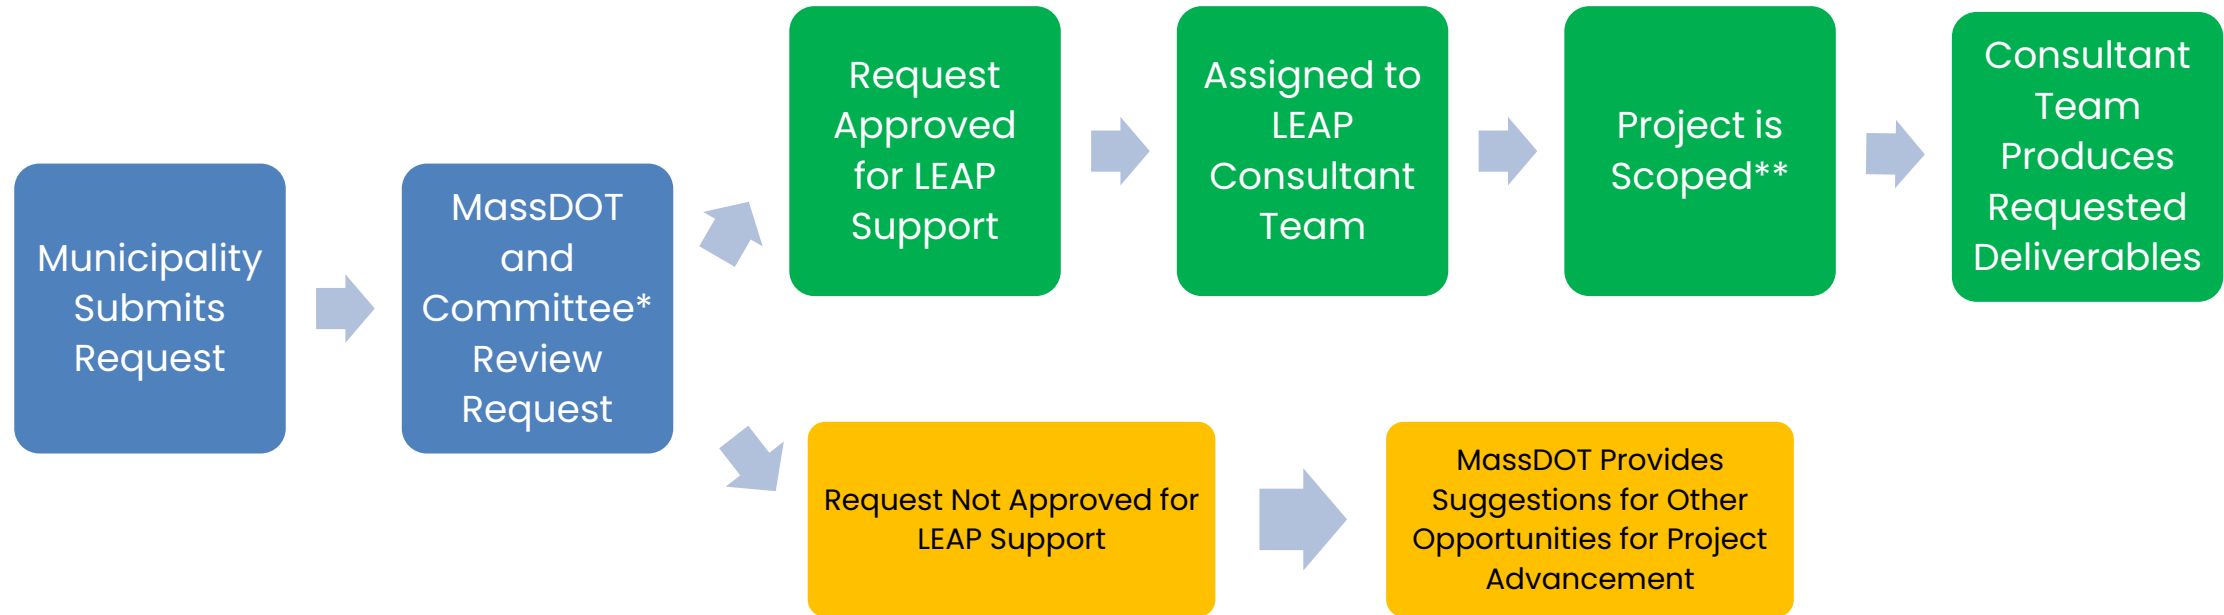 Municipality
Submits
Request
MassDOT
and
Committee*
Review
Request
Request
Approved
for LEAP
Support
Assigned to
LEAP
Consultant
Team
Project is
Scoped**
Consultant
Team
Produces
Requested
Deliverables
Request Not Approved for
LEAP Support
MassDOT Provides
Suggestions for Other
Opportunities for Project
Advancement